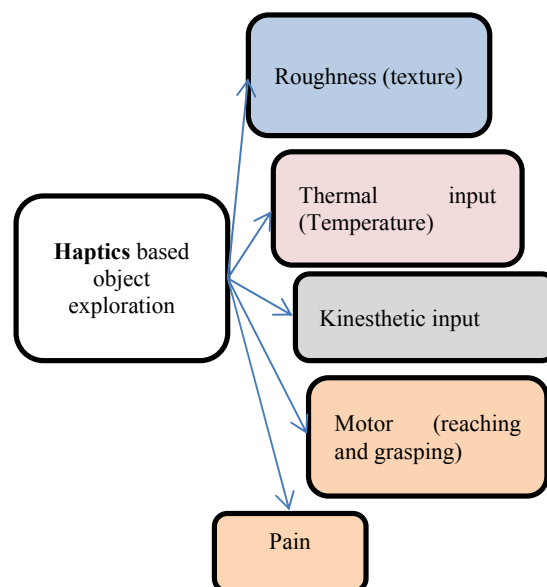 Roughness (texture)
Thermal input
(Temperature)
Haptics based
object
exploration
Kinesthetic input
Motor (reaching
and grasping)
Pain